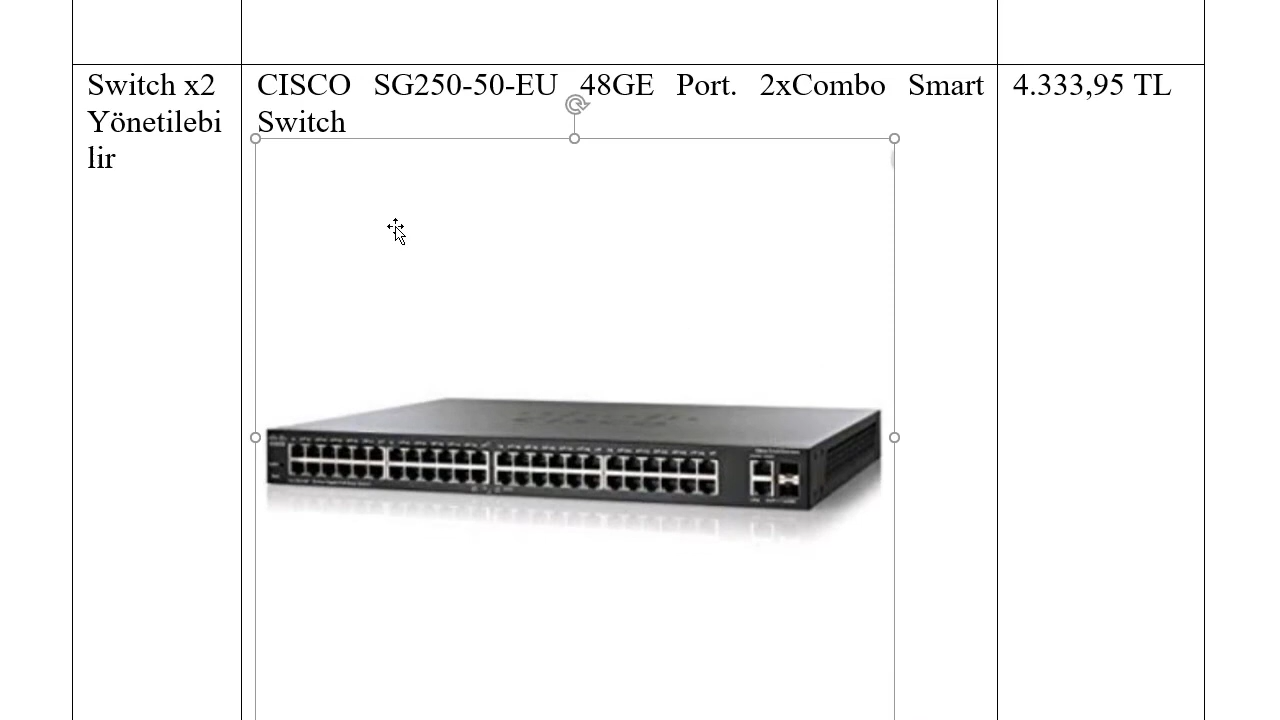 Switch x2
Yönetilebi
lir
CISCO SG250-50-EU 48GE Port. 2xCombo Smart
Switch
4.333,95 TL